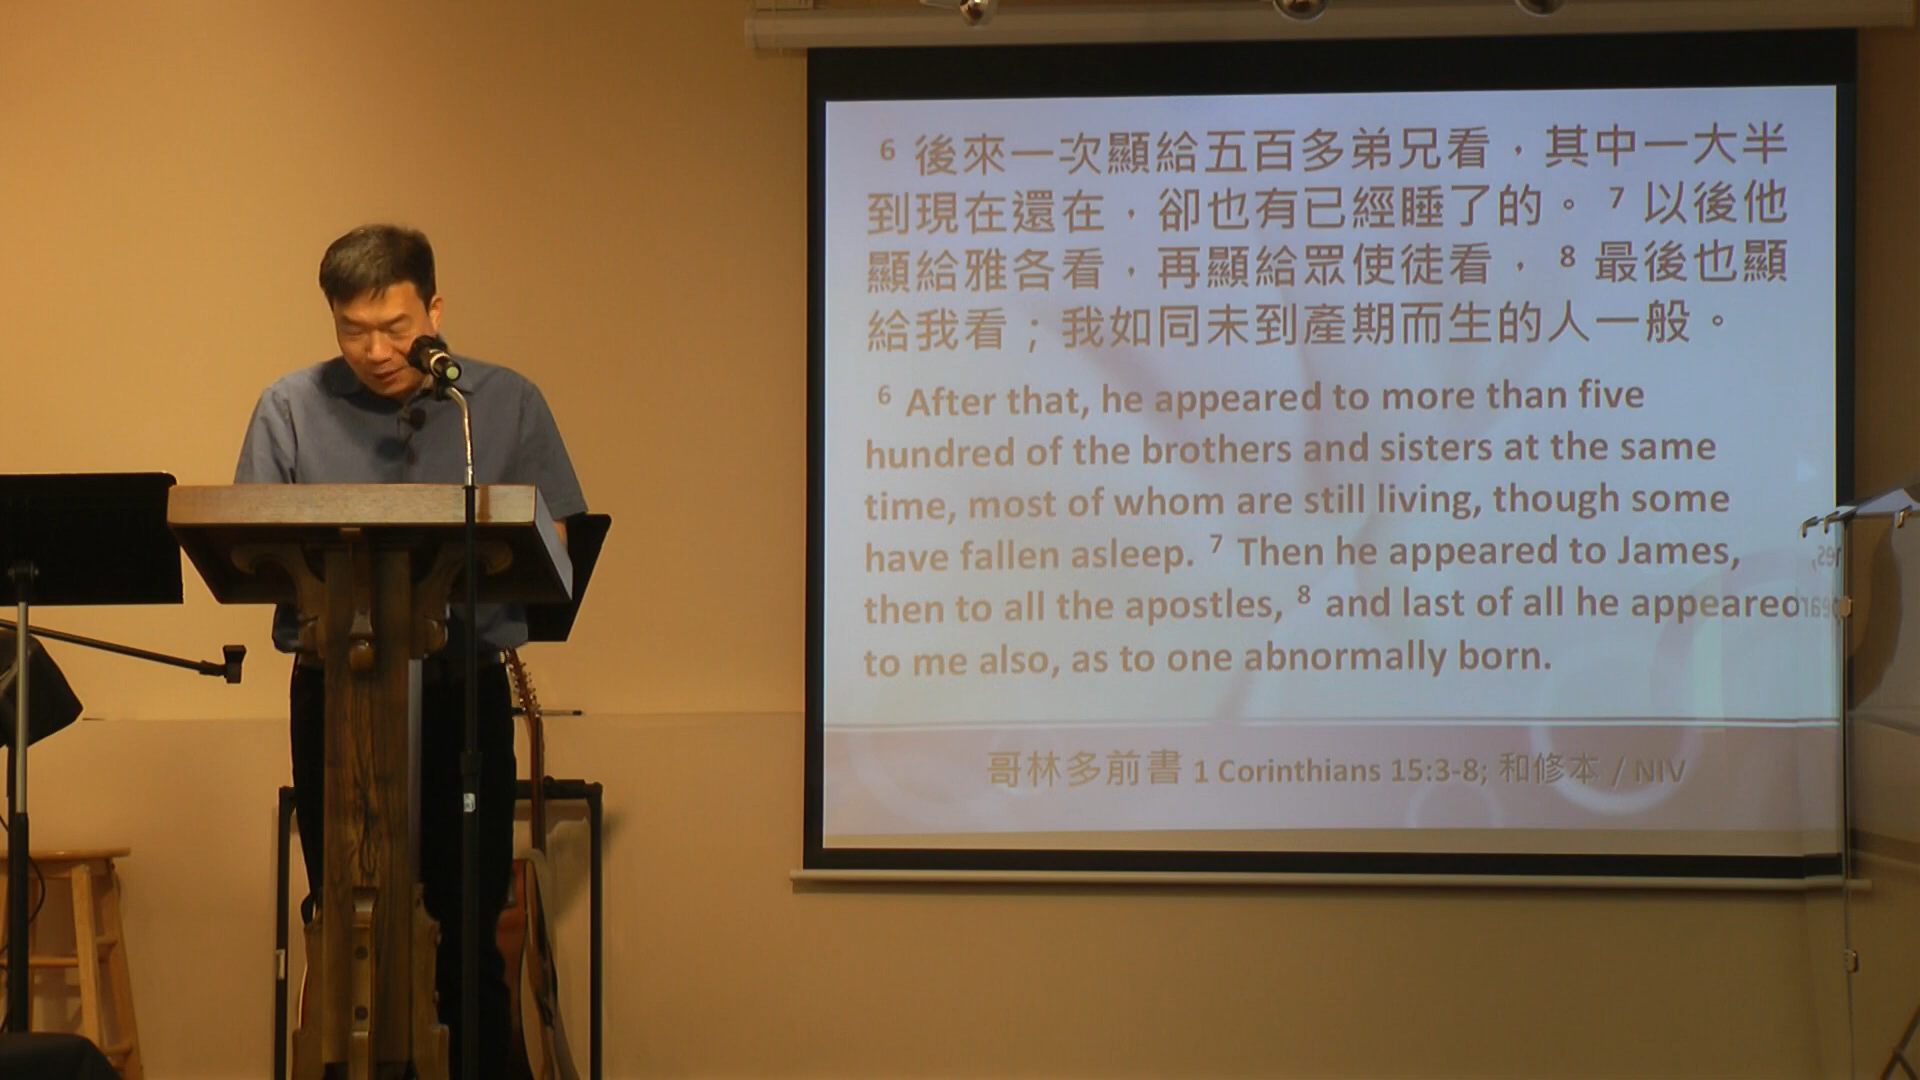 6 後來一次顯給五百多弟兄看，其中一大半
到現在還在，卻也有已經睡了的。7 以後他
顯給雅各看，再顯給眾使徒看，8 最後也顯
給我看；我如同未到產期而生的人一般。
6 After that, he appeared to more than five
hundred of the brothers and sisters at the same
time, most of whom are still living, though some
have fallen asleep. 7 Then he appeared to James,
then to all the apostles, 8 and last of all he appeared
to me also, as to one abnormally born.
哥林多前書 1 Corinthians 15:3-8; 和修本 / NIV